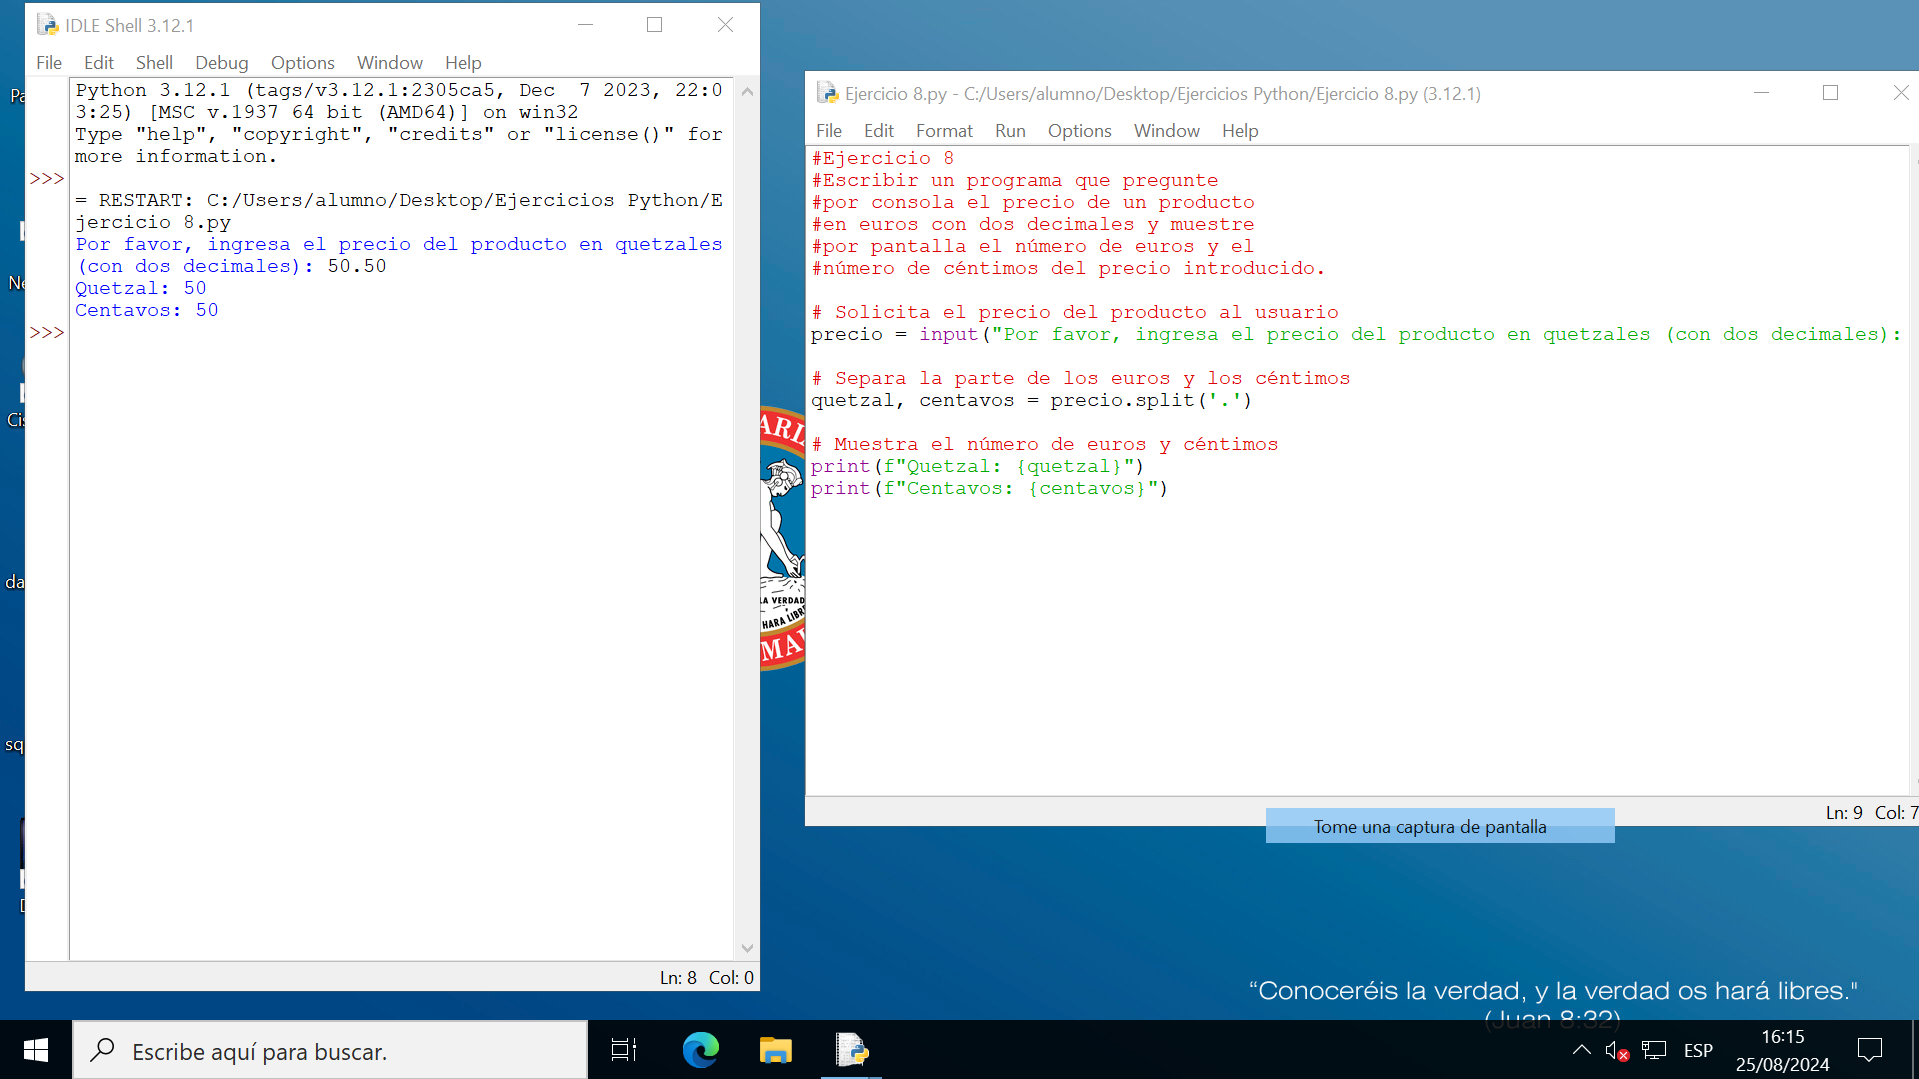 IDLE Shell 3.12.1
File Edit Shell Debug Options Window Help
Python 3.12.1 (tags/v3.12.1:2305ca5, Dec  7 2023, 22:0
3:25) [MSC v.1937 64 bit (AMD64)] on win32
Type "help", "copyright", "credits" or "license()" for
more information.
>>>
= RESTART: C:/Users/alumno/Desktop/Ejercicios Python/E
jercicio 8.py
Por favor, ingresa el precio del producto en quetzales
(con dos decimales): 50.50
Quetzal: 50
Centavos: 50
>>>
Ln: 8 Col: 0
Ejercicio 8.py - C:/Users/alumno/Desktop/Ejercicios Python/Ejercicio 8.py (3.12.1)
File Edit Format Run Options Window Help
#Ejercicio 8
#Escribir un programa que pregunte
#por consola el precio de un producto
#en euros con dos decimales y muestre
#por pantalla el número de euros y el
#número de céntimos del precio introducido.
# Solicita el precio del producto al usuario
precio = input("Por favor, ingresa el precio del producto en quetzales (con dos decimales):
# Separa la parte de los euros y los céntimos
quetzal, centavos = precio.split('.')
# Muestra el número de euros y céntimos
print(f"Quetzal: {quetzal}")
print(f"Centavos: {centavos}")
Ln: 9 Col: 7
Tome una captura de pantalla
LA VERDAD
HARA LIBRE
“Conoceréis la verdad, y la verdad os hará libres."
(Juan 8:32)
Escribe aquí para buscar.
ESP
16:15
25/08/2024